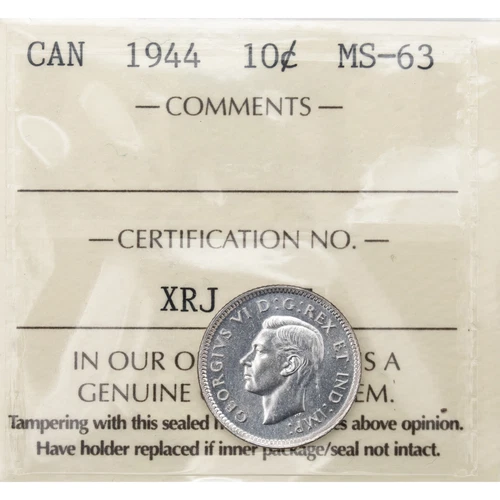 CAN 1944 10¢ MS-63
— COMMENTS —
— CERTIFICATION NO. —
XRJ
GEORGIVS VI D:G:REX ET IND:IMP:
IN OUR O S A
GENUINE EM.
Tampering with this sealed above opinion.
Have holder replaced if inner package/seal not intact.